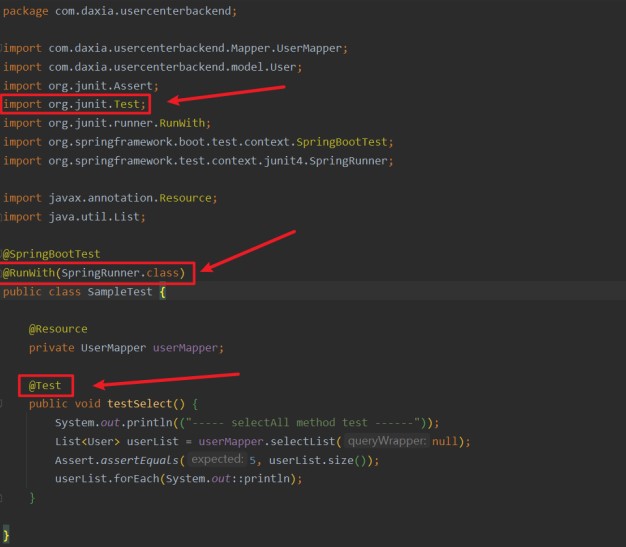 package com.daxia.usercenterbackend;
import com.daxia.usercenterbackend.Mapper.UserMapper;
import com.daxia.usercenterbackend.model.User;
import org.junit.Assert;
import org.junit.Test;
import org.junit.runner.RunWith;
import org.springframework.boot.test.context.SpringBootTest;
import org.springframework.test.context.junit4.SpringRunner;
import javax.annotation.Resource;
import java.util.List;
@SpringBootTest
@RunWith(SpringRunner.class)
public class SampleTest {
@Resource
private UserMapper userMapper;
@Test
public void testSelect() {
System.out.println(("----- selectAll method test ------"));
List<User> userList = userMapper.selectList( queryWrapper: null);
Assert.assertEquals( expected: 5, userList.size());
userList.forEach(System.out::println);
}
}